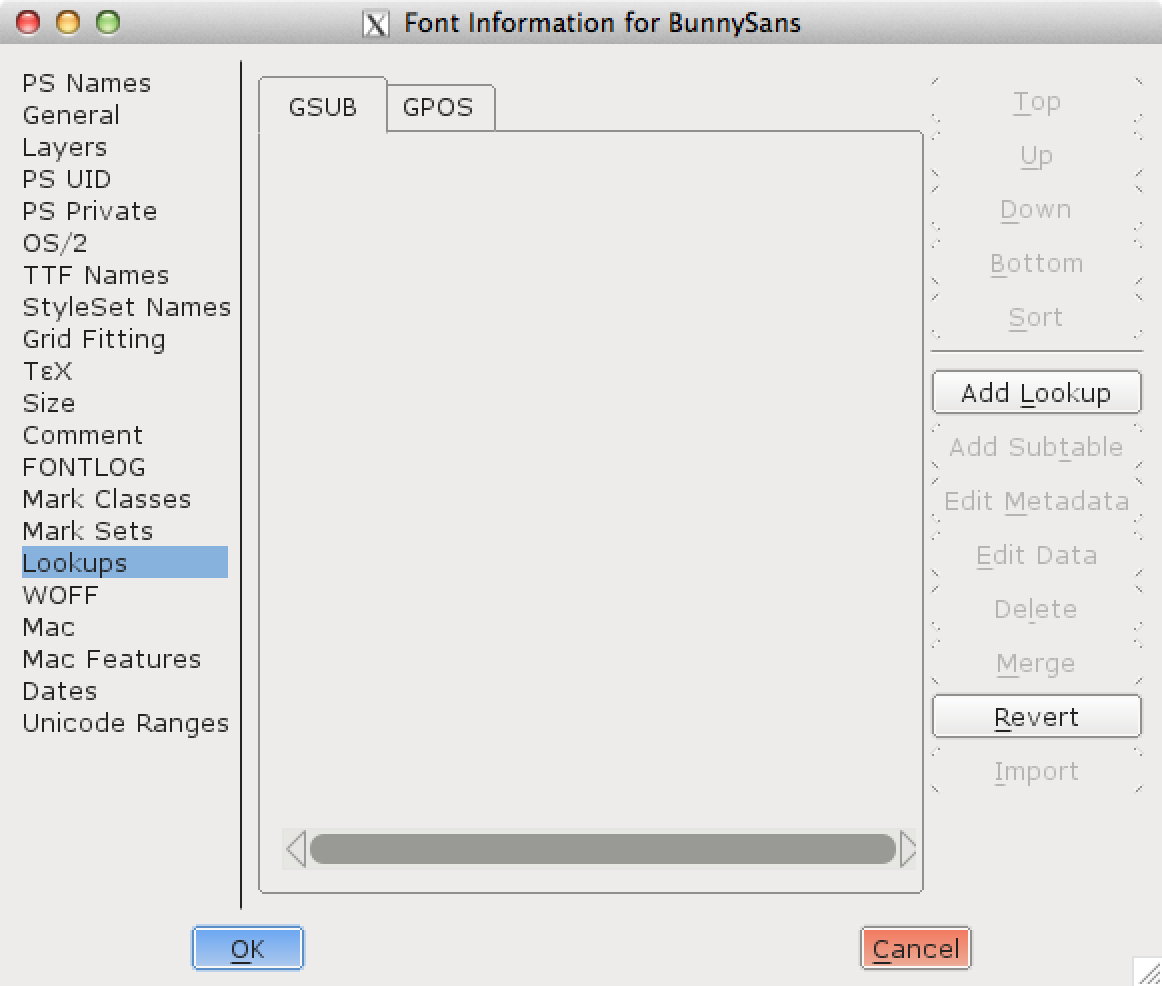 Font Information for BunnySans
PS Names
General
Layers
PS UID
PS Private
OS/2
TTF Names
StyleSet Names
Grid Fitting
ΤεΧ
Size
Comment
FONTLOG
Mark Classes
Mark Sets
Lookups
WOFF
Mac
Mac Features
Dates
Unicode Ranges
GSUB GPOS
Top
Up
Down
Bottom
Sort
Add Lookup
Add Subtable
Edit Metadata
Edit Data
Delete
Merge
Revert
Import
OK Cancel